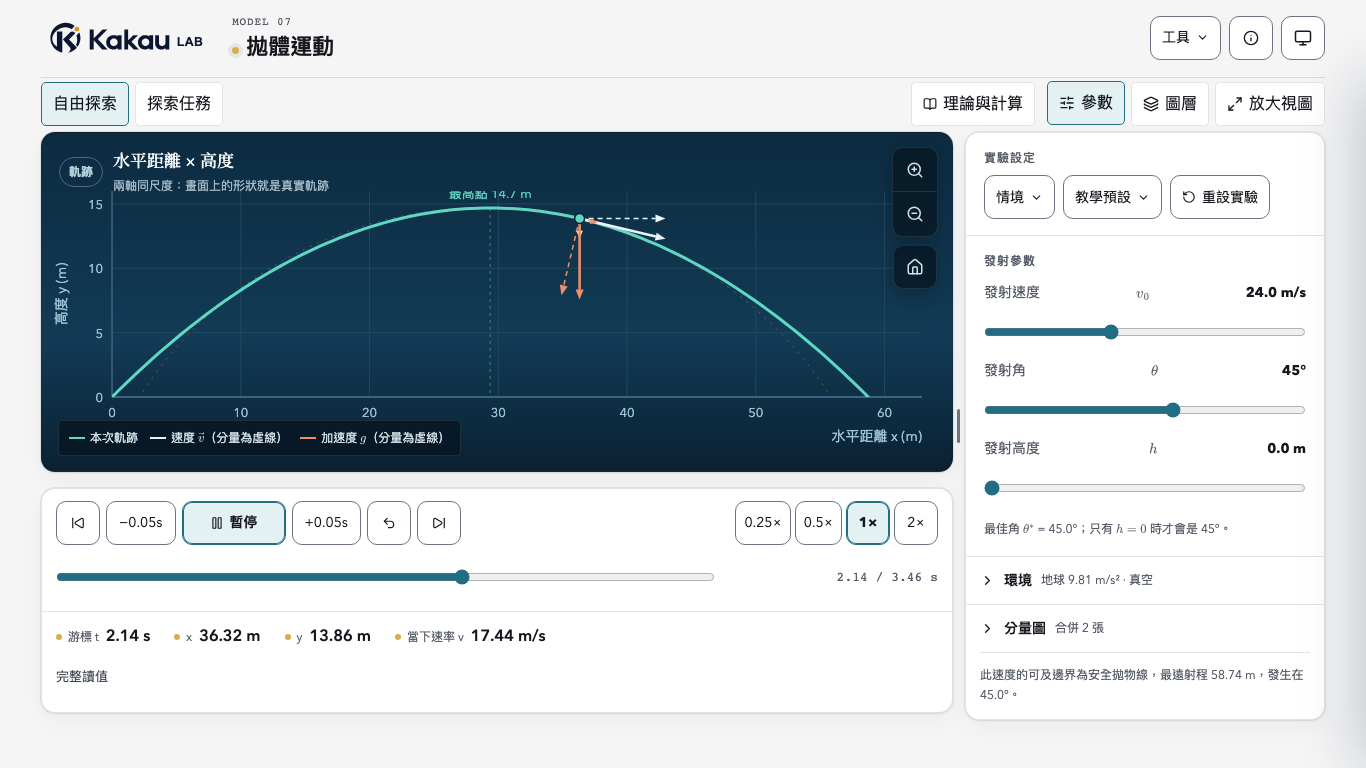 Kakau LAB
MODEL 07
拋體運動
工具
自由探索
探索任務
理論與計算
參數
圖層
放大視圖
軌跡
水平距離 × 高度
兩軸同尺度：畫面上的形狀就是真實軌跡
最高點 14.7 m
15
10
5
0
高度 y (m)
0 10 20 30 40 50 60
本次軌跡 速度 v⃗（分量為虛線） 加速度 g（分量為虛線）
水平距離 x (m)
−0.05s
暫停
+0.05s
0.25×
0.5×
1×
2×
2.14 / 3.46 s
游標 t 2.14 s
x 36.32 m
y 13.86 m
當下速率 v 17.44 m/s
完整讀值
實驗設定
情境
教學預設
重設實驗
發射參數
發射速度 v₀ 24.0 m/s
發射角 θ 45°
發射高度 h 0.0 m
最佳角 θ* = 45.0°；只有 h = 0 時才會是 45°。
環境 地球 9.81 m/s² · 真空
分量圖 合併 2 張
此速度的可及邊界為安全拋物線，最遠射程 58.74 m，發生在
45.0°。